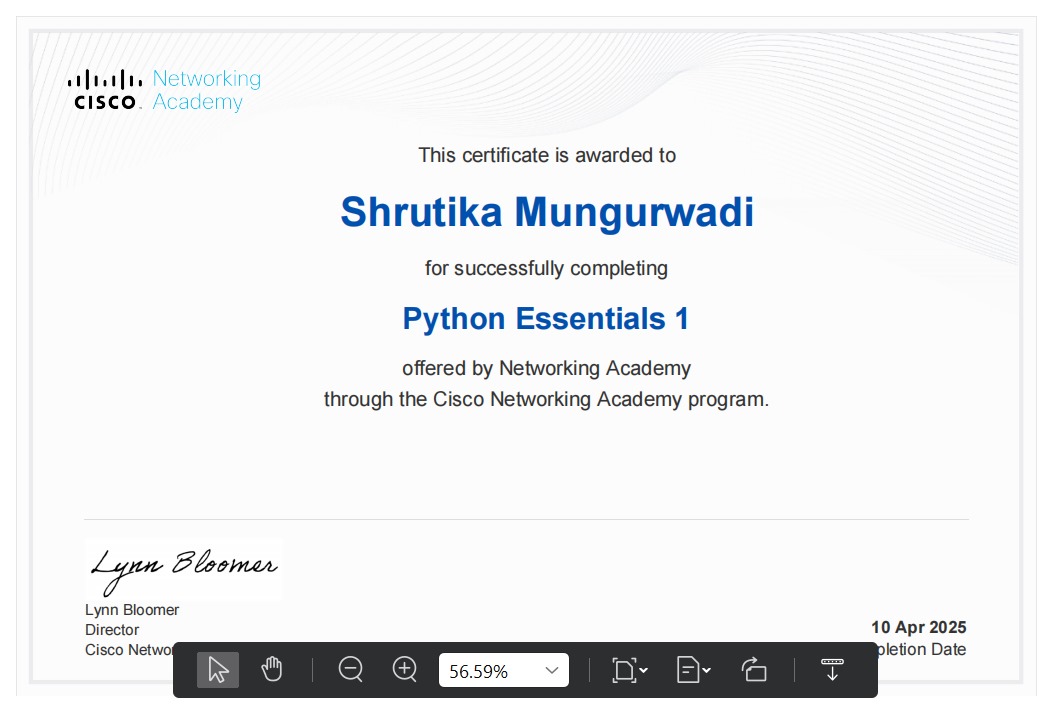 Networking
CISCO. Academy
This certificate is awarded to
Shrutika Mungurwadi
for successfully completing
Python Essentials 1
offered by Networking Academy
through the Cisco Networking Academy program.
Lynn Bloomer
Lynn Bloomer
Director
Cisco Networ
10 Apr 2025
pletion Date
56.59%